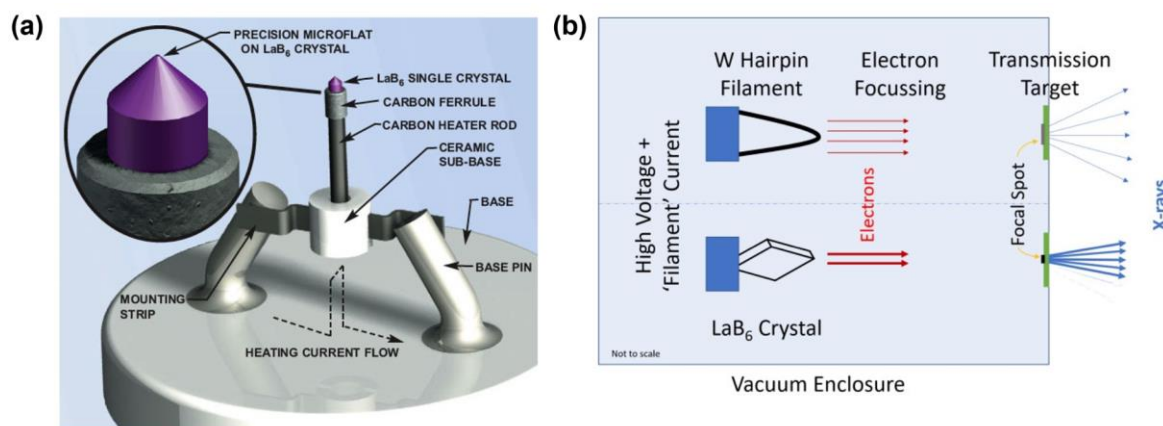 (a)
PRECISION MICROFLAT
ON LaB₆ CRYSTAL
LaB₆ SINGLE CRYSTAL
CARBON FERRULE
CARBON HEATER ROD
CERAMIC
SUB-BASE
BASE
BASE PIN
MOUNTING
STRIP
HEATING CURRENT FLOW
(b)
W Hairpin
Filament
Electron
Focussing
Transmission
Target
High Voltage +
'Filament' Current
Electrons
Focal Spot
X-rays
LaB₆ Crystal
Not to scale
Vacuum Enclosure